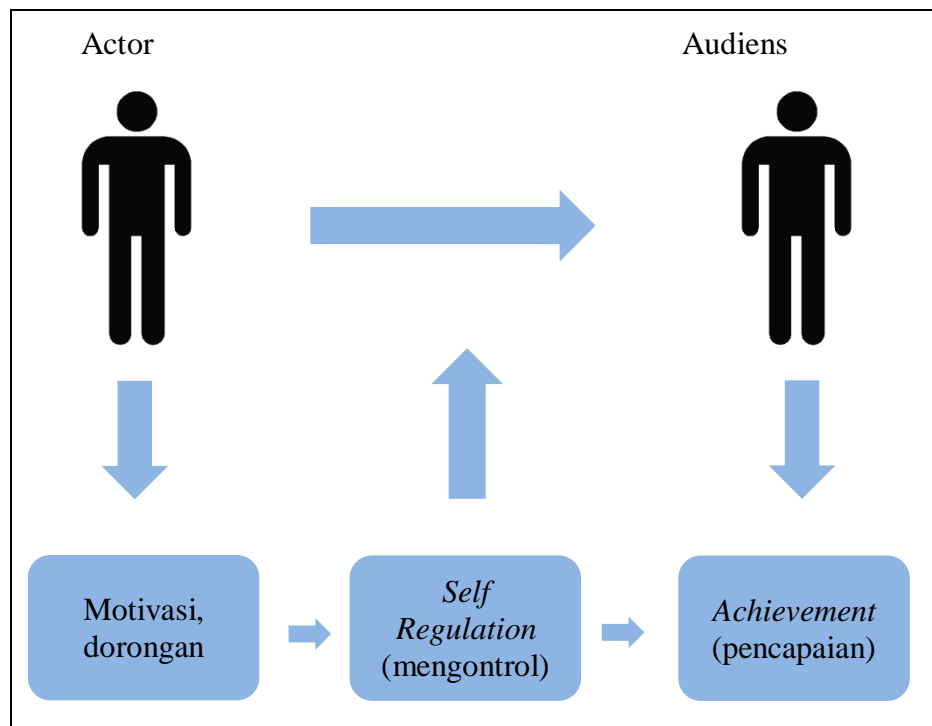 Actor
Audiens
Motivasi,
dorongan
Self
Regulation
(mengontrol)
Achievement
(pencapaian)